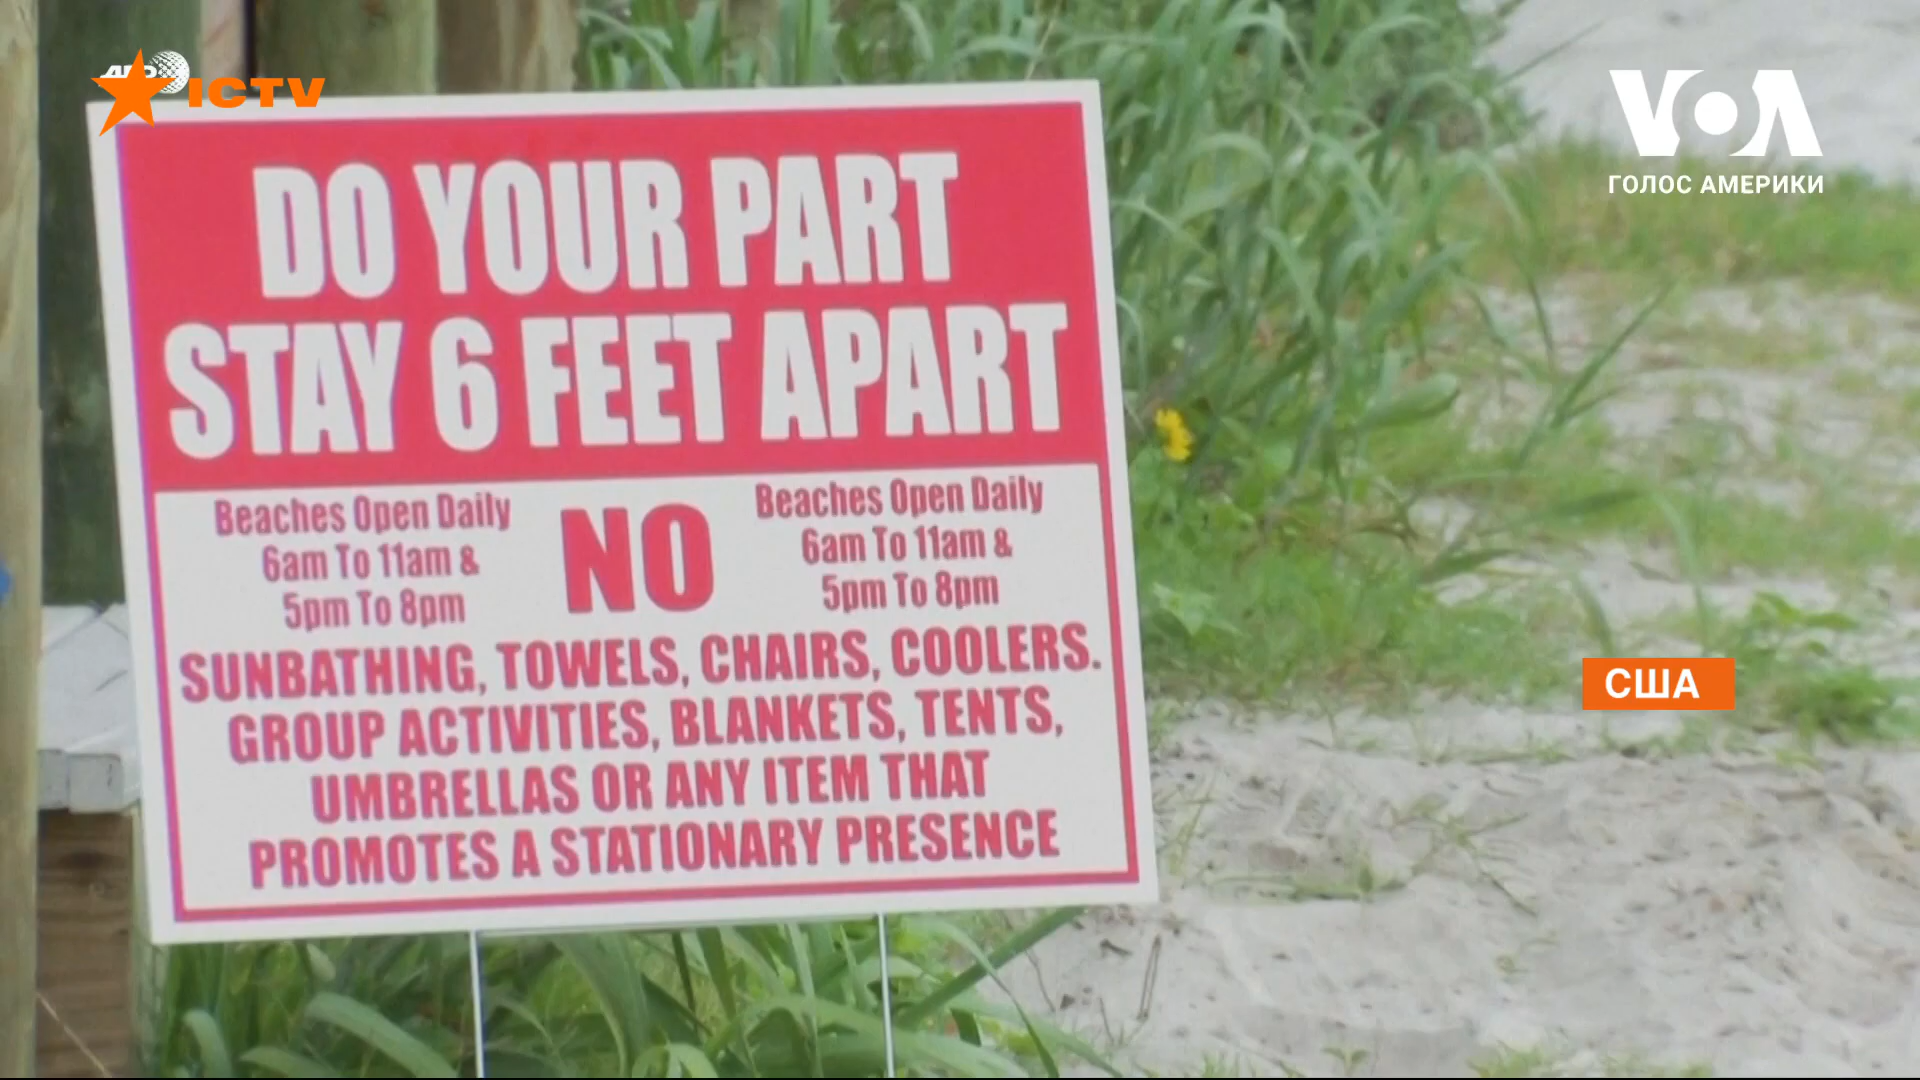 ICTV
VOA
ГОЛОС АМЕРИКИ
DO YOUR PART
STAY 6 FEET APART
Beaches Open Daily
6am To 11am &
5pm To 8pm
NO
Beaches Open Daily
6am To 11am &
5pm To 8pm
SUNBATHING, TOWELS, CHAIRS, COOLERS.
GROUP ACTIVITIES, BLANKETS, TENTS,
UMBRELLAS OR ANY ITEM THAT
PROMOTES A STATIONARY PRESENCE
США